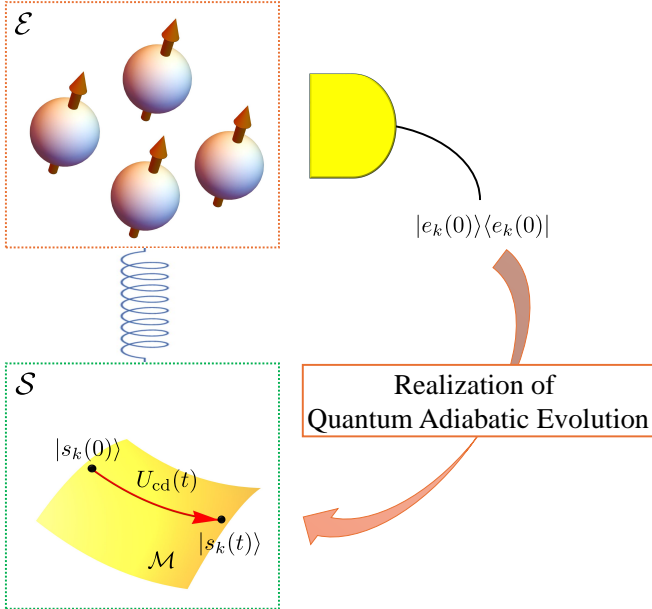 ℰ
|e_k(0)⟩⟨e_k(0)|
Realization of
Quantum Adiabatic Evolution
𝒮
|s_k(0)⟩
U_cd(t)
|s_k(t)⟩
ℳ